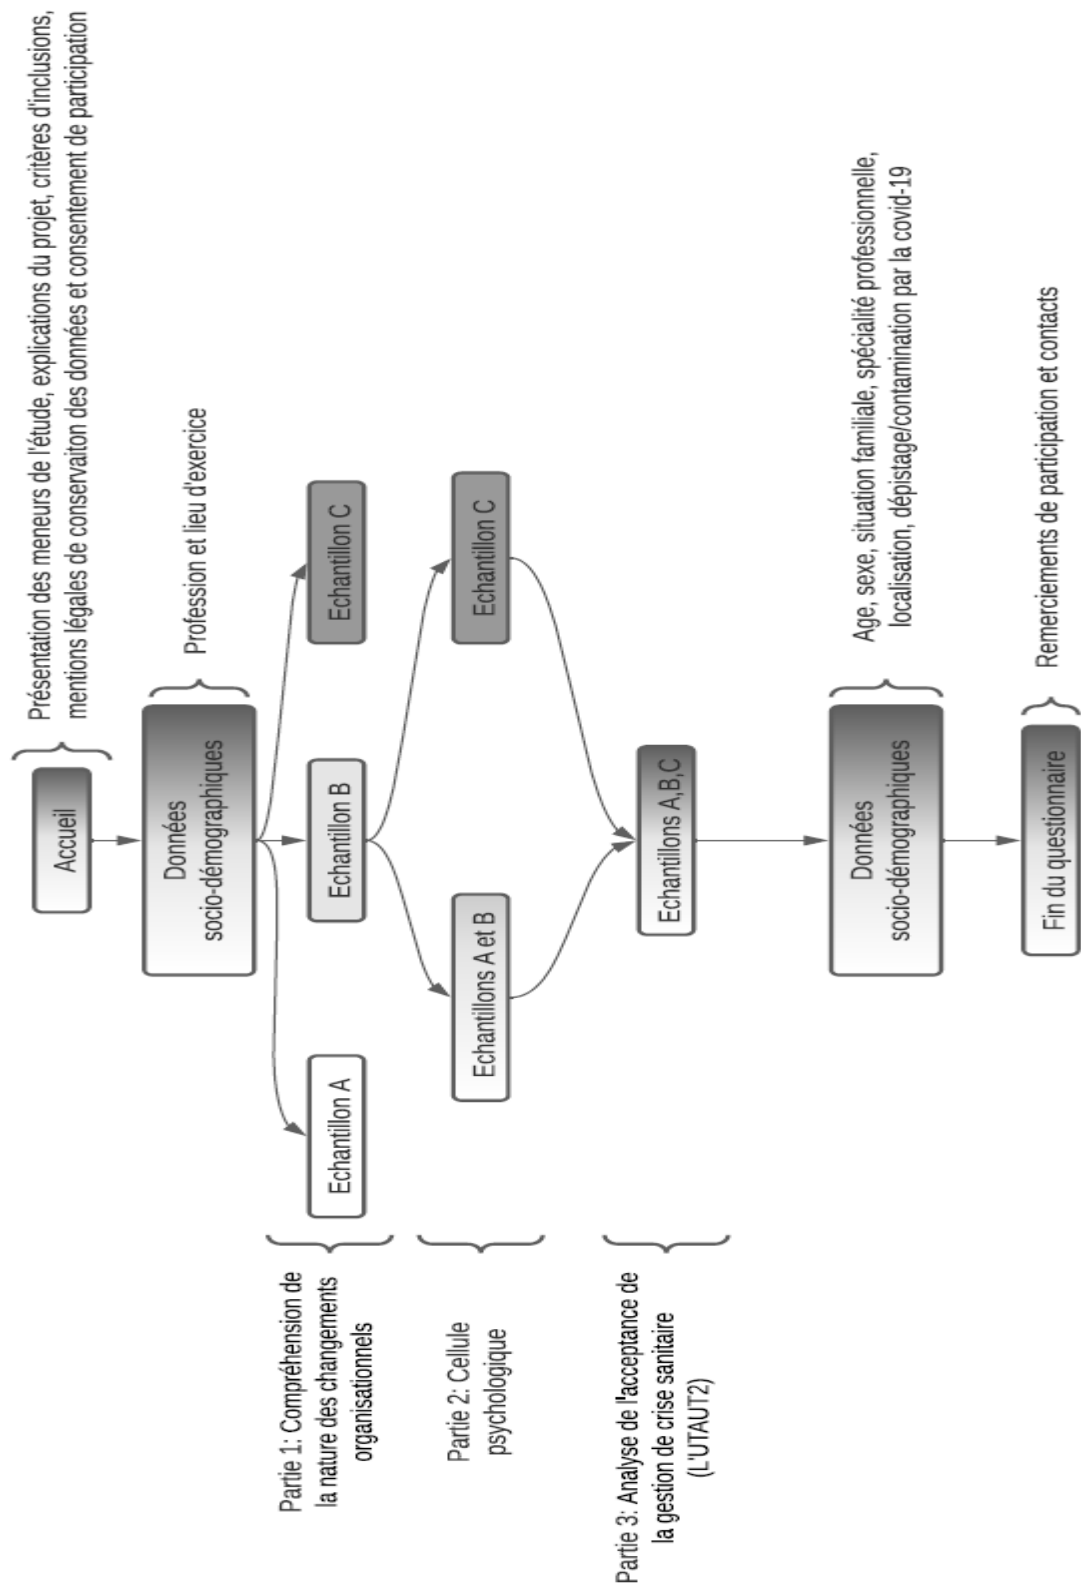 Présentation des meneurs de l'étude, explications du projet, critères d'inclusions,
mentions légales de conservaiton des données et consentement de participation
Accueil
Profession et lieu d'exercice
Données
socio-démographiques
Partie 1: Compréhension de
la nature des changements
organisationnels
Echantillon A
Echantillon B
Echantillon C
Partie 2: Cellule
psychologique
Echantillons A et B
Echantillon C
Partie 3: Analyse de l'acceptance de
la gestion de crise sanitaire
(L'UTAUT2)
Echantillons A,B,C
Données
socio-démographiques
Age, sexe, situation familiale, spécialité professionnelle,
localisation, dépistage/contamination par la covid-19
Fin du questionnaire
Remerciements de participation et contacts